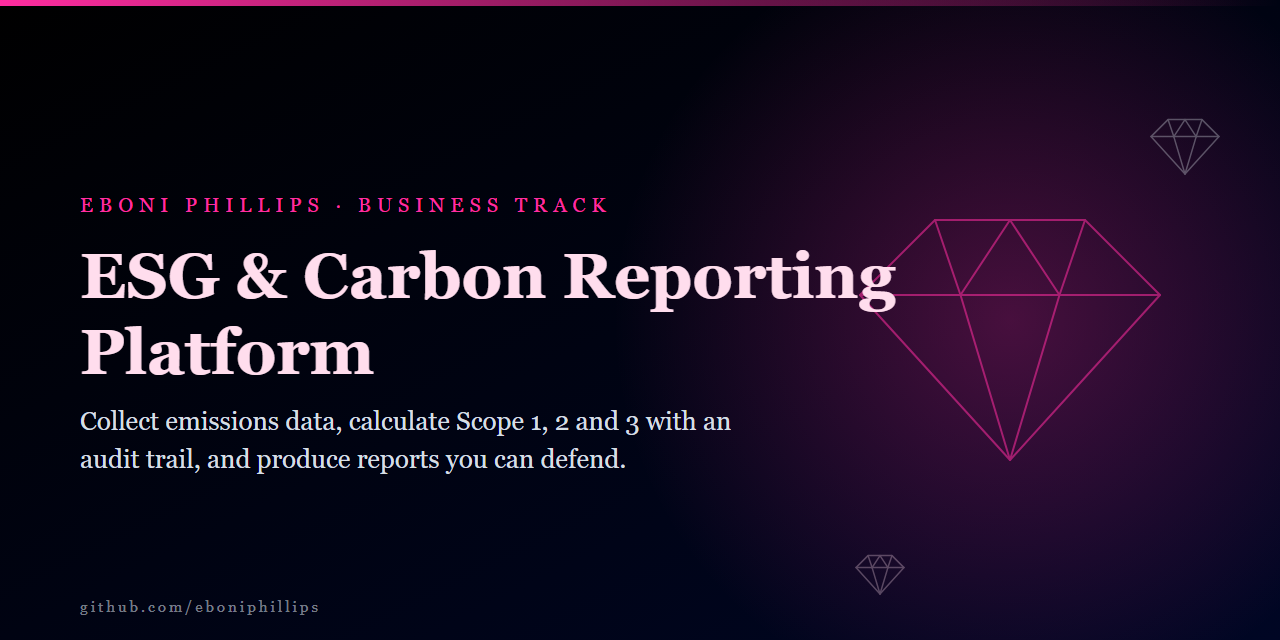 EBONI PHILLIPS · BUSINESS TRACK
ESG & Carbon Reporting
Platform
Collect emissions data, calculate Scope 1, 2 and 3 with an
audit trail, and produce reports you can defend.
github.com/eboniphillips